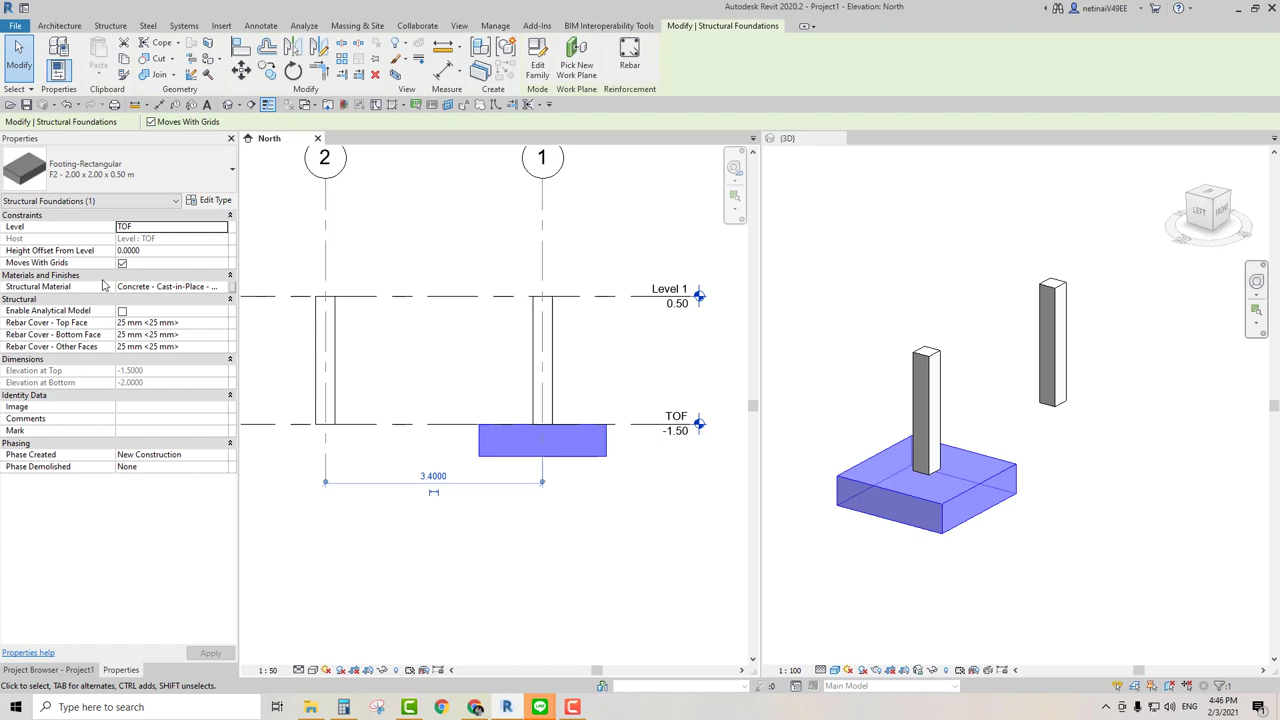 Autodesk Revit 2020.2 - Project1 - Elevation: North
netinaiV49EE
File Architecture Structure Steel Systems Insert Annotate Analyze Massing & Site Collaborate View Manage Add-Ins BIM Interoperability Tools Modify | Structural Foundations
Modify
Properties
Paste
Cope
Cut
Join
Edit Family
Pick New Work Plane
Rebar
Select Properties Clipboard Geometry Modify View Measure Create Mode Work Plane Reinforcement
Modify | Structural Foundations Moves With Grids
Properties
North
{3D}
Footing-Rectangular
F2 - 2.00 x 2.00 x 0.50 m
Structural Foundations (1) Edit Type
Constraints
Level TOF
Host Level : TOF
Height Offset From Level 0.0000
Moves With Grids
Materials and Finishes
Structural Material Concrete - Cast-in-Place - ...
Structural
Enable Analytical Model
Rebar Cover - Top Face 25 mm <25 mm>
Rebar Cover - Bottom Face 25 mm <25 mm>
Rebar Cover - Other Faces 25 mm <25 mm>
Dimensions
Elevation at Top -1.5000
Elevation at Bottom -2.0000
Identity Data
Image
Comments
Mark
Phasing
Phase Created New Construction
Phase Demolished None
2 1
Level 1
0.50
TOF
-1.50
3.4000
LEFT FRONT
Properties help Apply
Project Browser - Project1 Properties
1 : 50
1 : 100
Click to select, TAB for alternates, CTRL adds, SHIFT unselects.
:0 Main Model :1
Type here to search
ENG 4:46 PM
2/3/2021